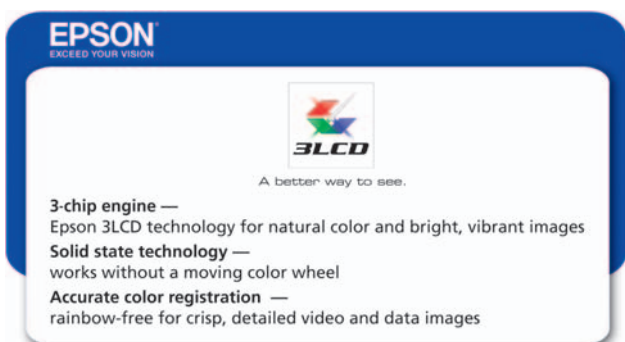 EPSON®
EXCEED YOUR VISION
3LCD
A better way to see.
3-chip engine —
Epson 3LCD technology for natural color and bright, vibrant images
Solid state technology —
works without a moving color wheel
Accurate color registration —
rainbow-free for crisp, detailed video and data images